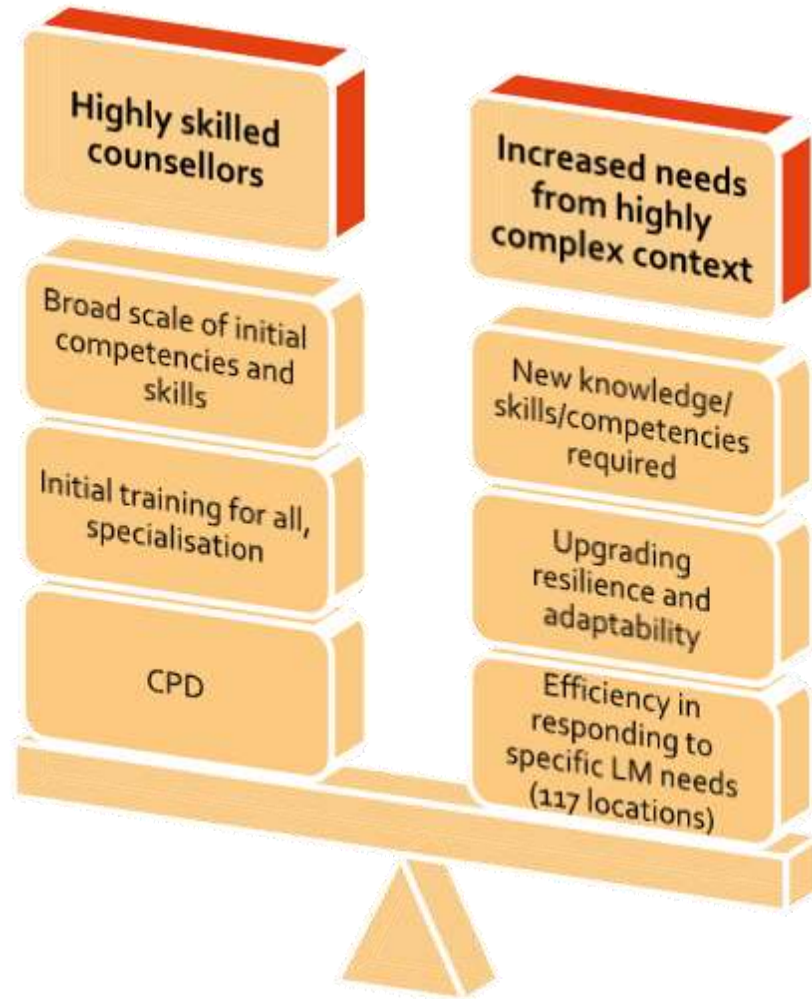 Highly skilled
counsellors
Broad scale of initial
competencies and
skills
Initial training for all,
specialisation
CPD
Increased needs
from highly
complex context
New knowledge/
skills/competencies
required
Upgrading
resilience and
adaptability
Efficiency in
responding to
specific LM needs
(117 locations)